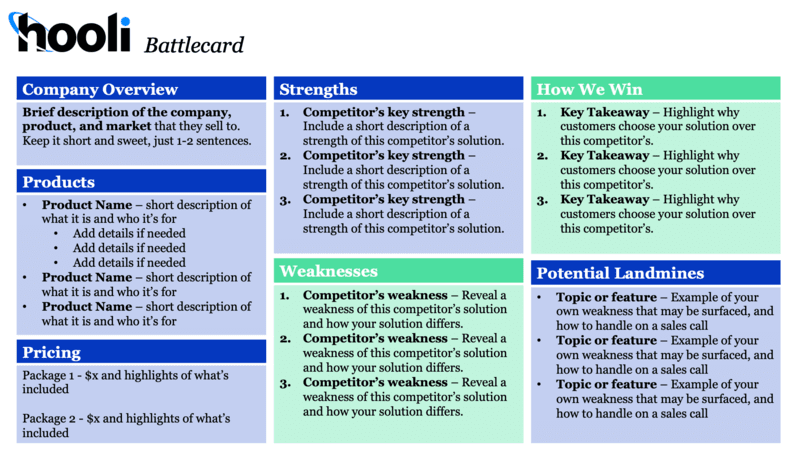 hooli Battlecard
Company Overview
Brief description of the company,
product, and market that they sell to.
Keep it short and sweet, just 1-2 sentences.
Products
• Product Name – short description of
what it is and who it's for
• Add details if needed
• Add details if needed
• Add details if needed
• Product Name – short description of
what it is and who it's for
• Product Name – short description of
what it is and who it's for
Pricing
Package 1 - $x and highlights of what's
included
Package 2 - $x and highlights of what's
included
Strengths
1. Competitor's key strength –
Include a short description of a
strength of this competitor's solution.
2. Competitor's key strength –
Include a short description of a
strength of this competitor's solution.
3. Competitor's key strength –
Include a short description of a
strength of this competitor's solution.
Weaknesses
1. Competitor's weakness – Reveal a
weakness of this competitor's solution
and how your solution differs.
2. Competitor's weakness – Reveal a
weakness of this competitor's solution
and how your solution differs.
3. Competitor's weakness – Reveal a
weakness of this competitor's solution
and how your solution differs.
How We Win
1. Key Takeaway – Highlight why
customers choose your solution over
this competitor's.
2. Key Takeaway – Highlight why
customers choose your solution over
this competitor's.
3. Key Takeaway – Highlight why
customers choose your solution over
this competitor's.
Potential Landmines
• Topic or feature – Example of your
own weakness that may be surfaced, and
how to handle on a sales call
• Topic or feature – Example of your
own weakness that may be surfaced, and
how to handle on a sales call
• Topic or feature – Example of your
own weakness that may be surfaced, and
how to handle on a sales call